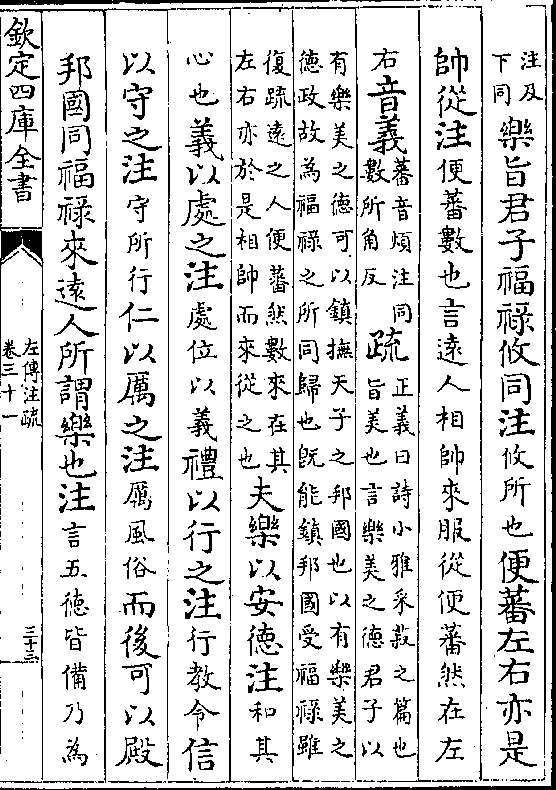 注及
下同
樂旨君子福祿攸同注攸所也便蕃左右亦是
帥從注便蕃數也言遠人相帥來服從便蕃然在左
右音義蕃音煩注同
數所角反
疏正義曰詩小雅采菽之篇也
旨美也言樂美之德君子以
有樂美之德可以鎮撫天子之邦國也以有樂美之
德政故為福祿之所同歸也既能鎮邦國受福祿雖
復疏遠之人便蕃然數來在其
左右亦於是相帥而來從之也
夫樂以安德注和其
心也義以處之注處位以義禮以行之注行教令信
以守之注守所行仁以厲之注厲風俗而後可以殿
邦國同福祿來遠人所謂樂也注言五德皆備乃為
欽定四庫全書
左傳注疏
卷三十一
三十三